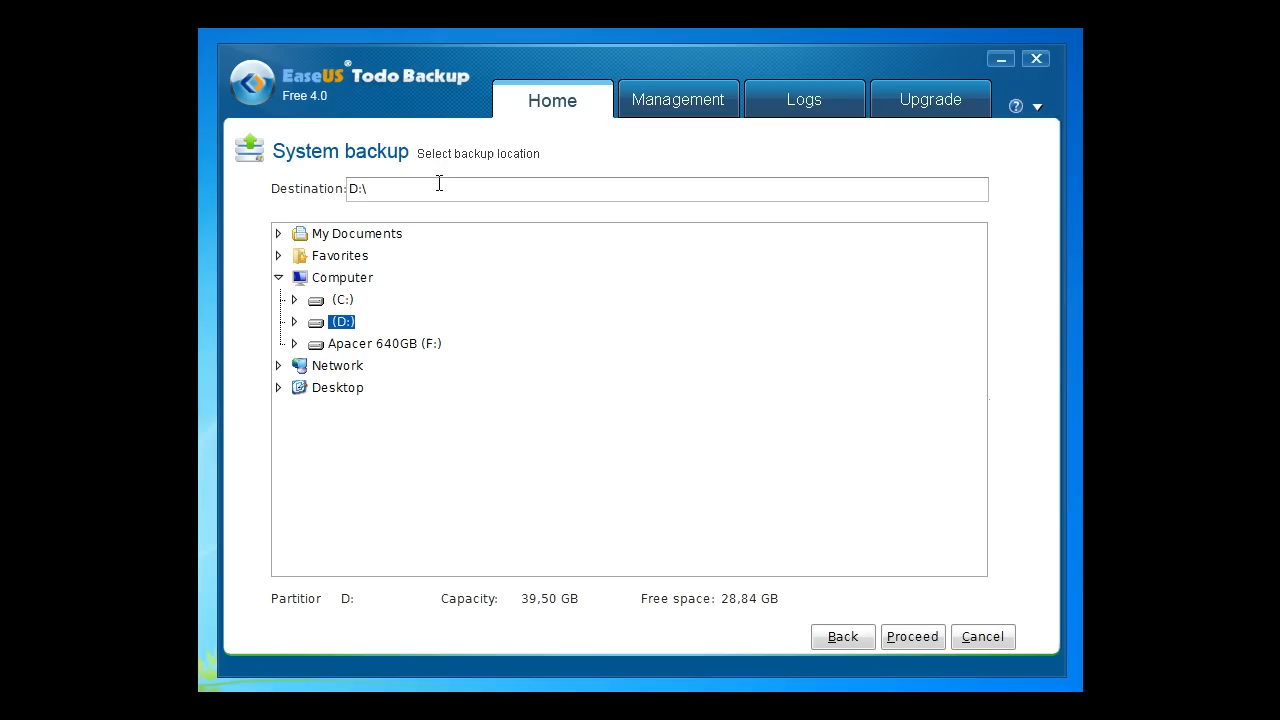 EaseUS® Todo Backup
Free 4.0
Home
Management
Logs
Upgrade
System backup Select backup location
Destination: D:\
My Documents
Favorites
Computer
(C:)
(D:)
Apacer 640GB (F:)
Network
Desktop
Partitior D: Capacity: 39,50 GB Free space: 28,84 GB
Back Proceed Cancel